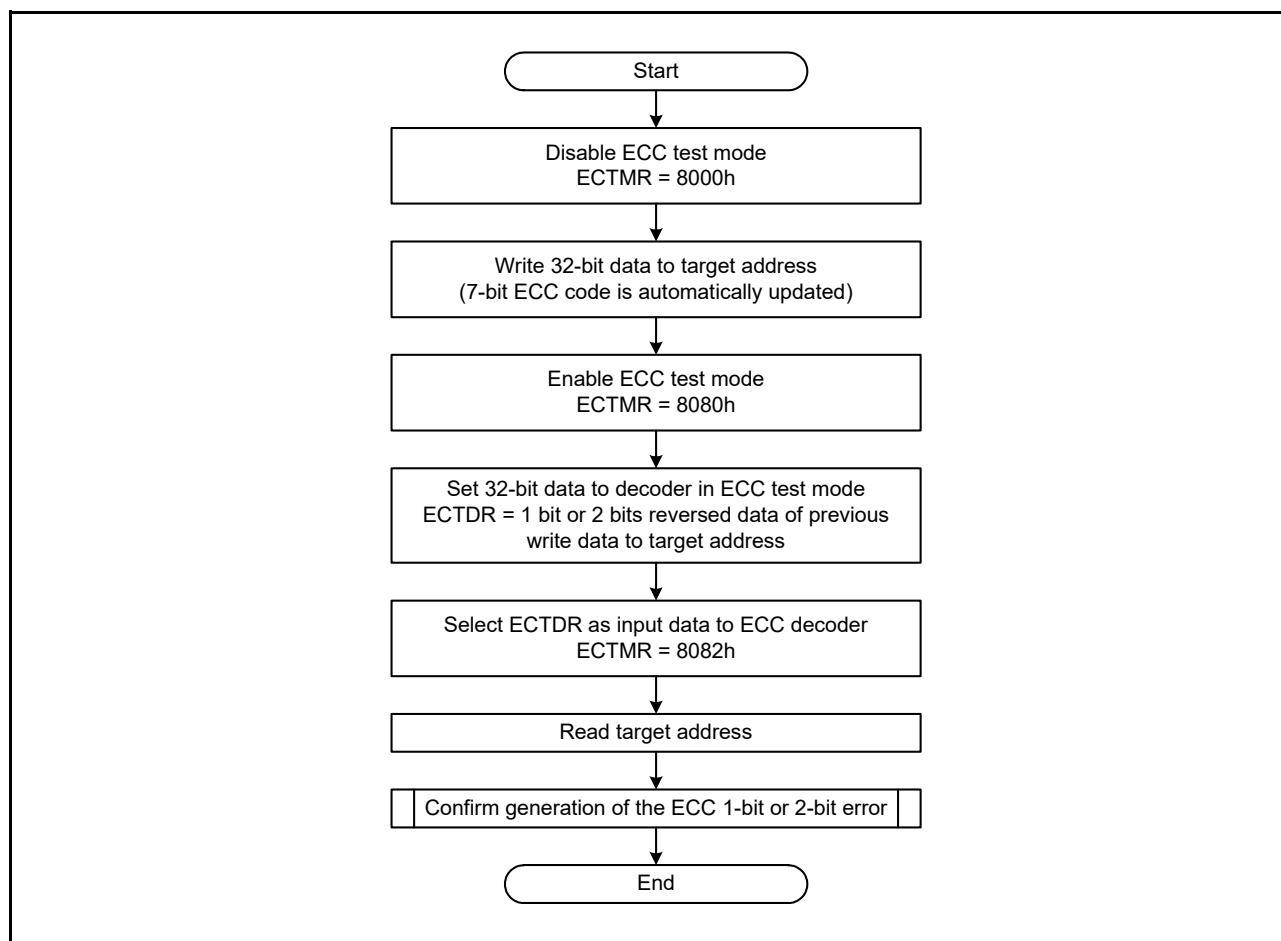 Start
Disable ECC test mode
ECTMR = 8000h
Write 32-bit data to target address
(7-bit ECC code is automatically updated)
Enable ECC test mode
ECTMR = 8080h
Set 32-bit data to decoder in ECC test mode
ECTDR = 1 bit or 2 bits reversed data of previous
write data to target address
Select ECTDR as input data to ECC decoder
ECTMR = 8082h
Read target address
Confirm generation of the ECC 1-bit or 2-bit error
End